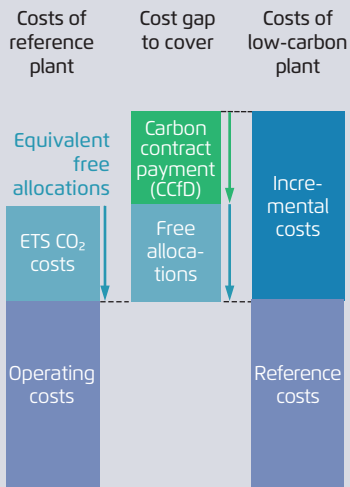 Costs of
reference
plant
Cost gap
to cover
Costs of
low-carbon
plant
Equivalent
free
allocations
ETS CO₂
costs
Operating
costs
Carbon
contract
payment
(CCfD)
Free
alloca-
tions
Incre-
mental
costs
Reference
costs